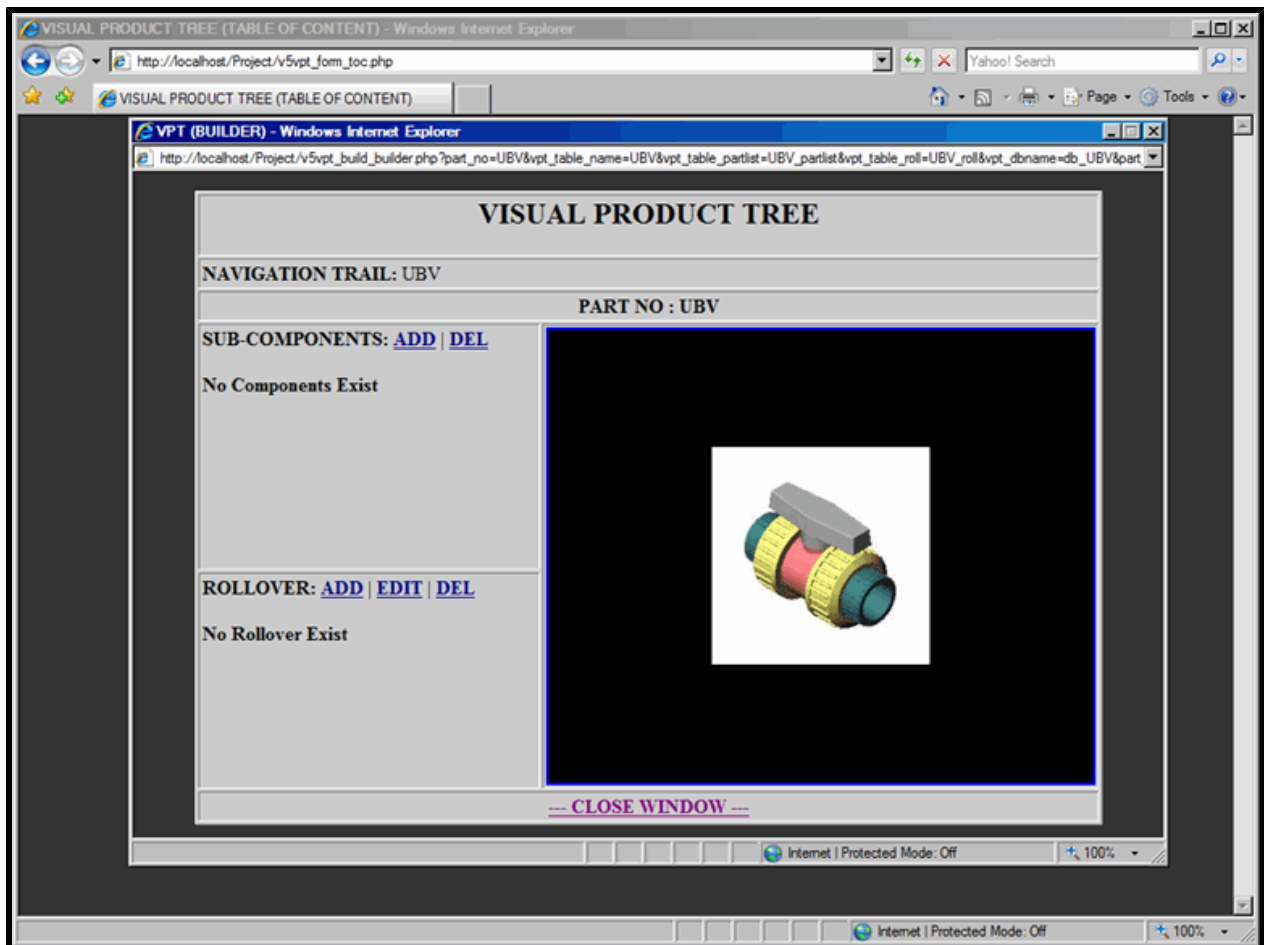 VISUAL PRODUCT TREE (TABLE OF CONTENT) - Windows Internet Explorer
http://localhost/Project/v5vpt_form_toc.php
Yahoo! Search
VISUAL PRODUCT TREE (TABLE OF CONTENT)
Page
Tools
VPT (BUILDER) - Windows Internet Explorer
http://localhost/Project/v5vpt_build_builder.php?part_no=UBV&vpt_table_name=UBV&vpt_table_partlist=UBV_partlist&vpt_table_roll=UBV_roll&vpt_dbname=db_UBV&part
VISUAL PRODUCT TREE
NAVIGATION TRAIL: UBV
PART NO : UBV
SUB-COMPONENTS: ADD | DEL
No Components Exist
ROLLOVER: ADD | EDIT | DEL
No Rollover Exist
--- CLOSE WINDOW ---
Internet | Protected Mode: Off
100%
Internet | Protected Mode: Off
100%